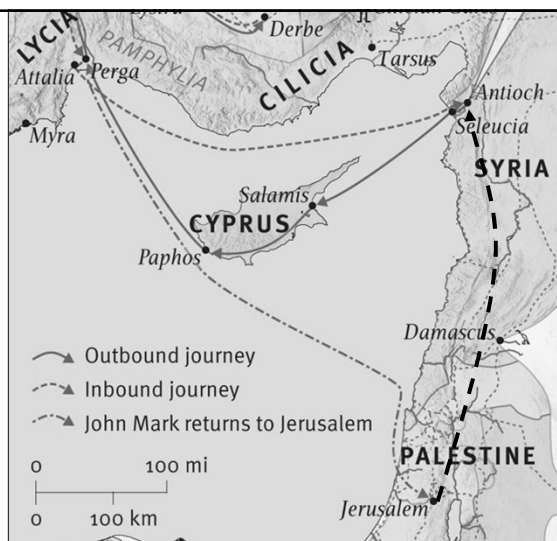 Derbe
LYCIA
PAMPHYLIA
CILICIA
Tarsus
Attalia
Perga
Antioch
Seleucia
Myra
SYRIA
Salamis
CYPRUS
Paphos
Damascus
Outbound journey
Inbound journey
John Mark returns to Jerusalem
0 100 mi
0 100 km
PALESTINE
Jerusalem